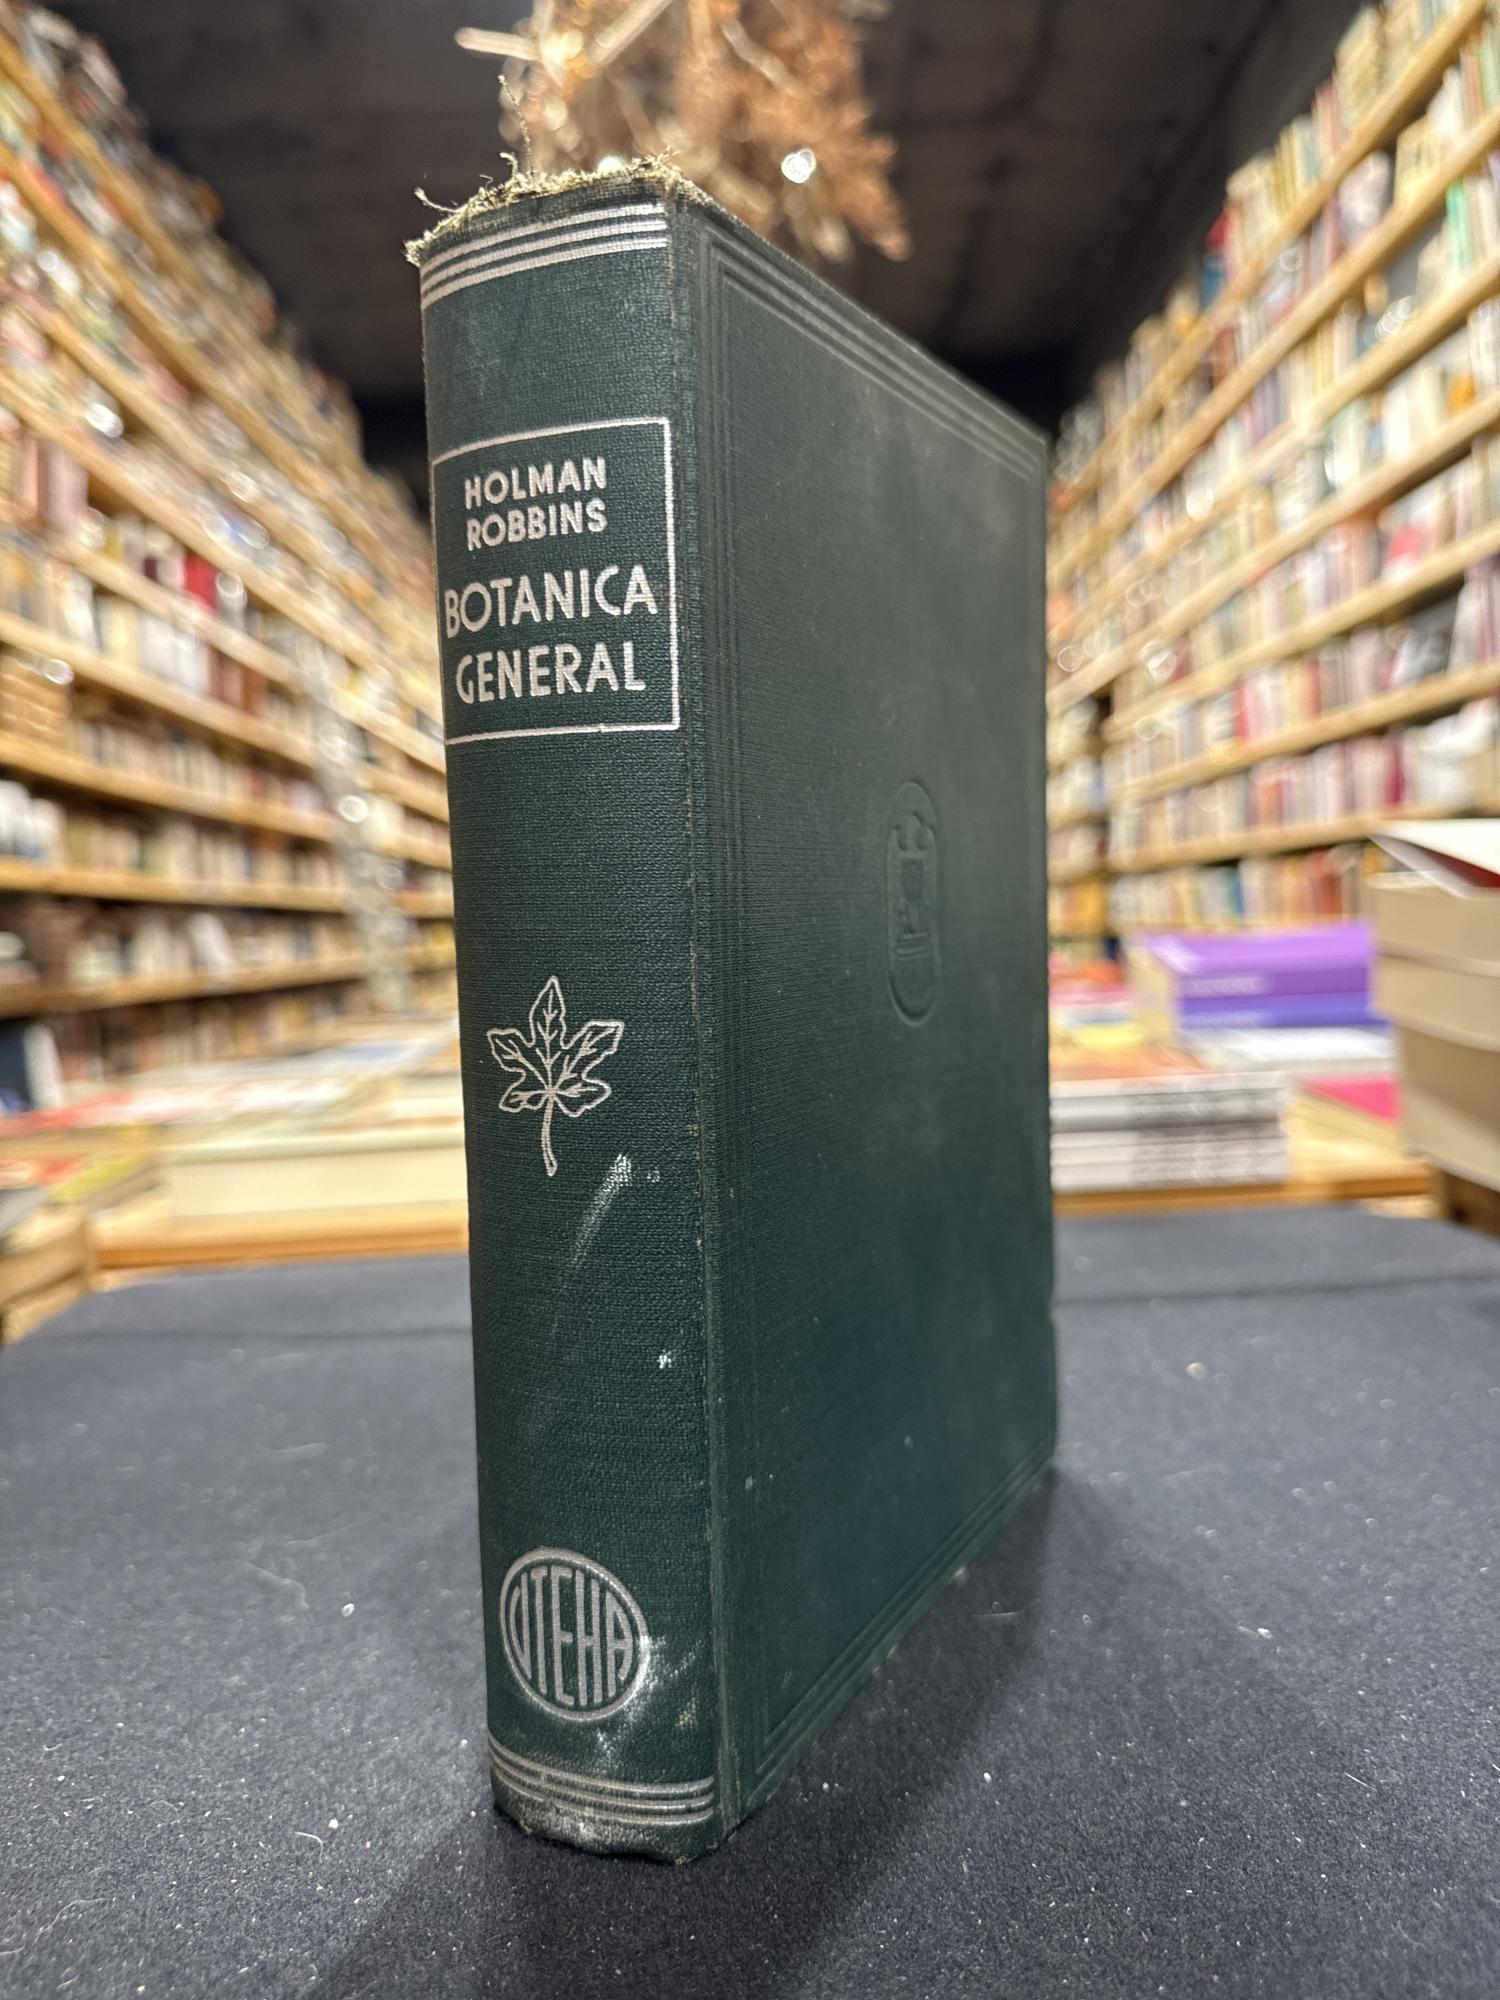 HOLMAN
ROBBINS
BOTANICA
GENERAL
UTEHA